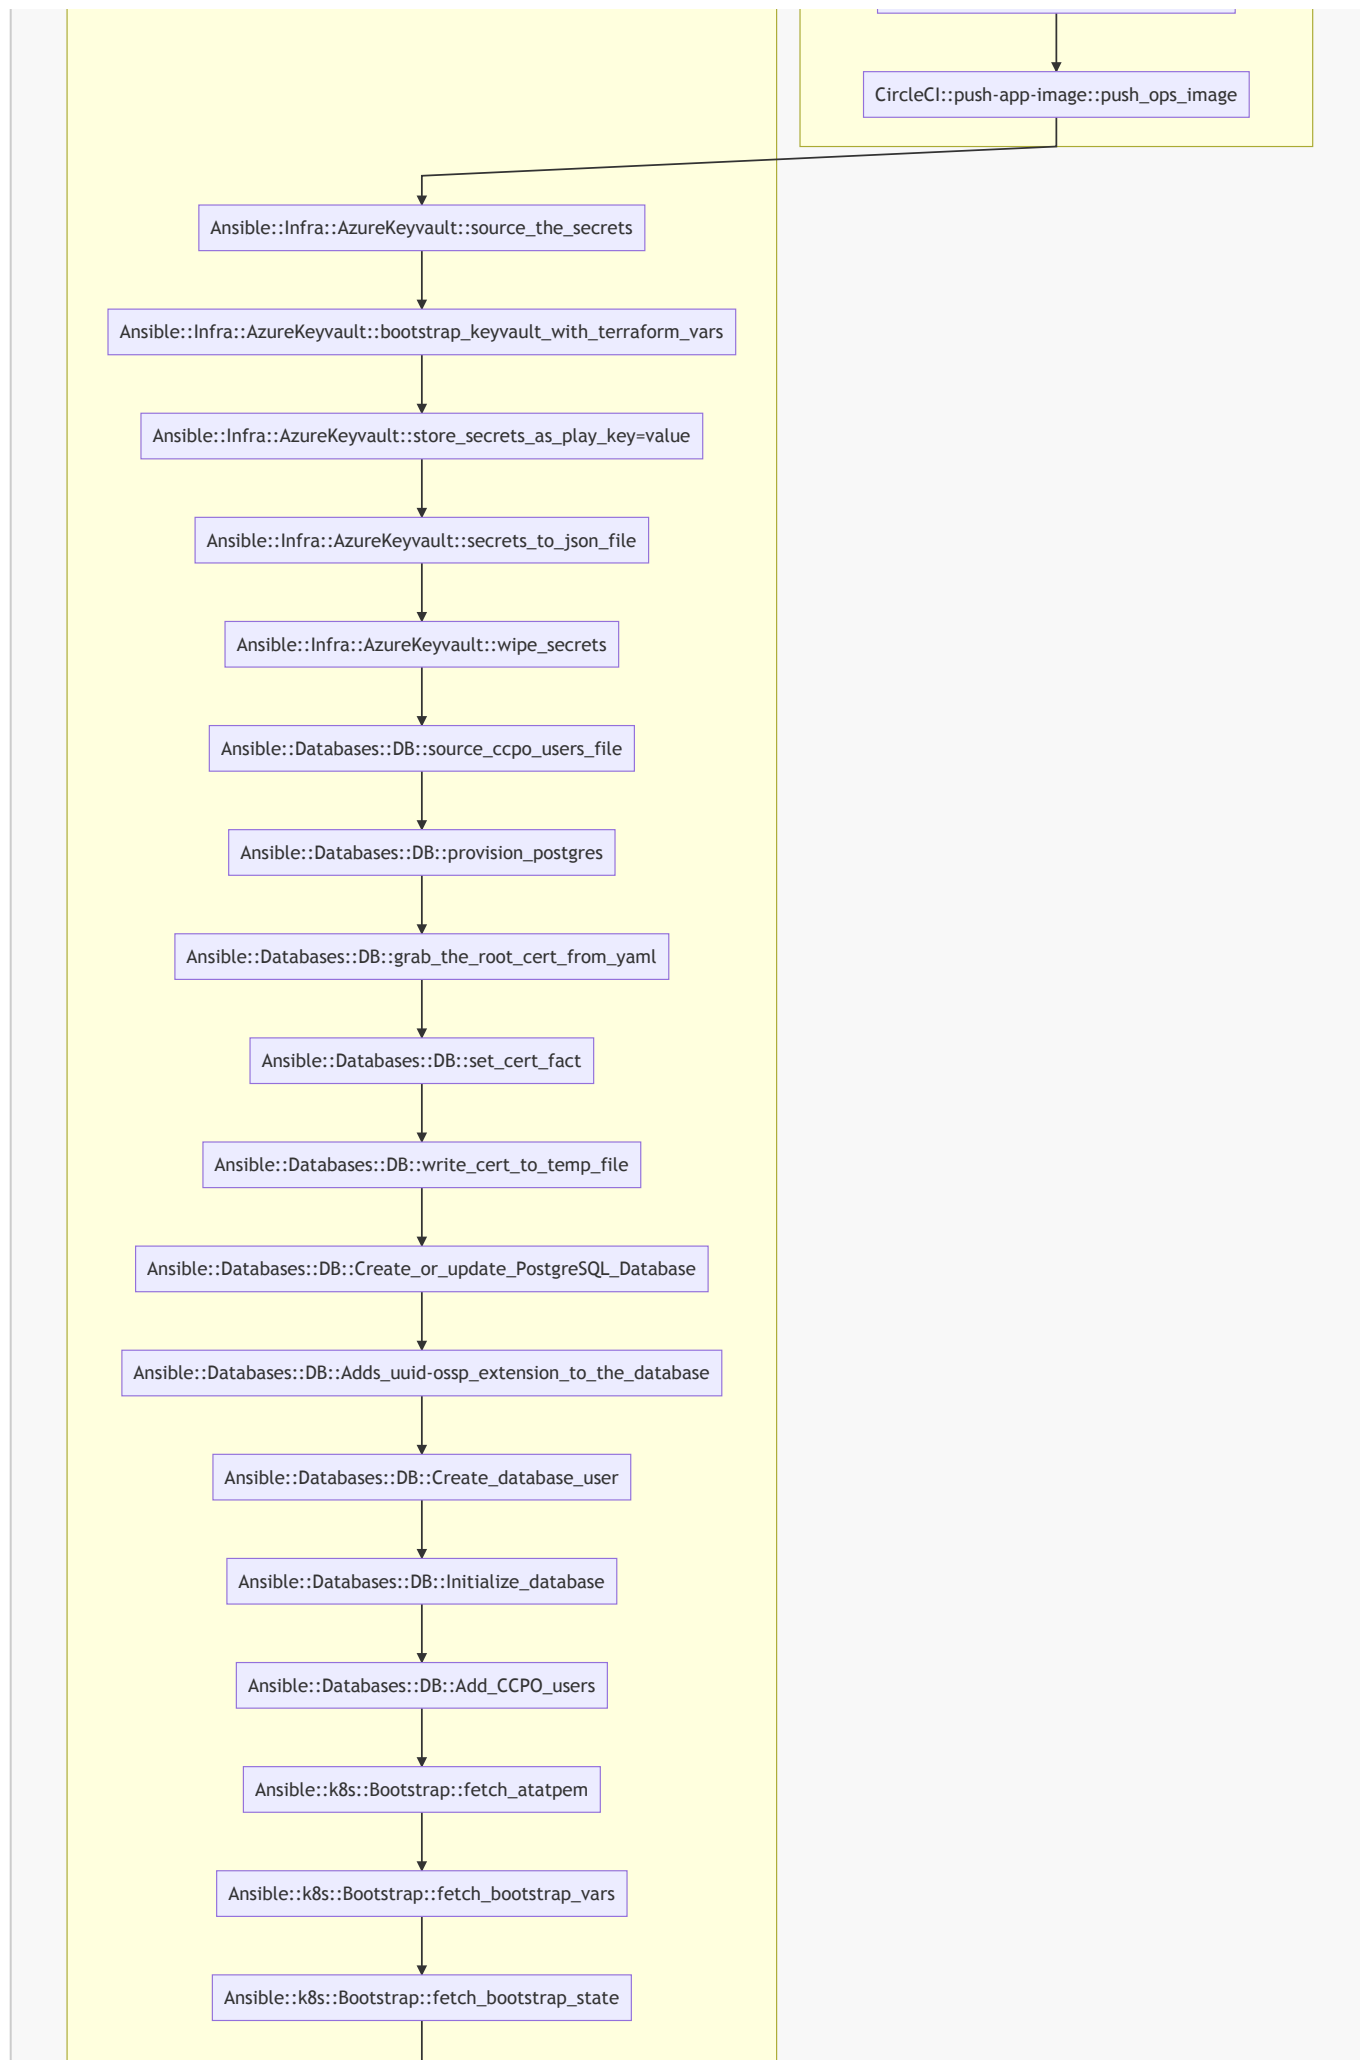 CircleCI::push-app-image::push_ops_image
Ansible::Infra::AzureKeyvault::source_the_secrets
Ansible::Infra::AzureKeyvault::bootstrap_keyvault_with_terraform_vars
Ansible::Infra::AzureKeyvault::store_secrets_as_play_key=value
Ansible::Infra::AzureKeyvault::secrets_to_json_file
Ansible::Infra::AzureKeyvault::wipe_secrets
Ansible::Databases::DB::source_ccpo_users_file
Ansible::Databases::DB::provision_postgres
Ansible::Databases::DB::grab_the_root_cert_from_yaml
Ansible::Databases::DB::set_cert_fact
Ansible::Databases::DB::write_cert_to_temp_file
Ansible::Databases::DB::Create_or_update_PostgreSQL_Database
Ansible::Databases::DB::Adds_uuid-ossp_extension_to_the_database
Ansible::Databases::DB::Create_database_user
Ansible::Databases::DB::Initialize_database
Ansible::Databases::DB::Add_CCPO_users
Ansible::k8s::Bootstrap::fetch_atatpem
Ansible::k8s::Bootstrap::fetch_bootstrap_vars
Ansible::k8s::Bootstrap::fetch_bootstrap_state